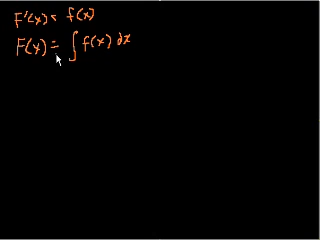 F'(x) = f(x)
F(x) = ∫ f(x) dx